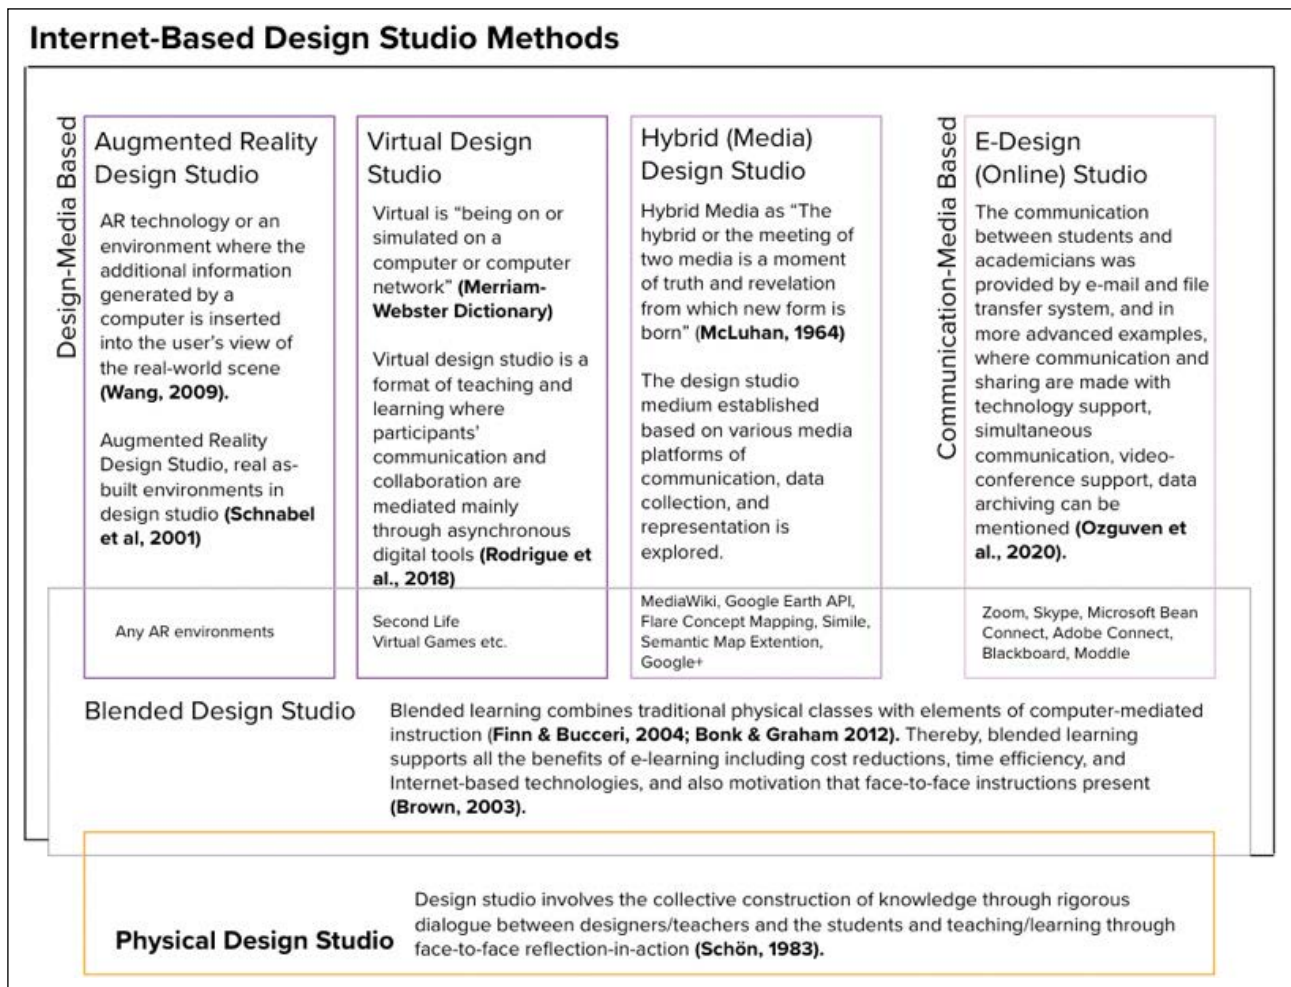 Internet-Based Design Studio Methods
Design-Media Based
Augmented Reality
Design Studio
AR technology or an
environment where the
additional information
generated by a
computer is inserted
into the user's view of
the real-world scene
(Wang, 2009).
Augmented Reality
Design Studio, real as-
built environments in
design studio (Schnabel
et al, 2001)
Any AR environments
Virtual Design
Studio
Virtual is “being on or
simulated on a
computer or computer
network” (Merriam-
Webster Dictionary)
Virtual design studio is a
format of teaching and
learning where
participants’
communication and
collaboration are
mediated mainly
through asynchronous
digital tools (Rodrigue et
al., 2018)
Second Life
Virtual Games etc.
Hybrid (Media)
Design Studio
Hybrid Media as “The
hybrid or the meeting of
two media is a moment
of truth and revelation
from which new form is
born” (McLuhan, 1964)
The design studio
medium established
based on various media
platforms of
communication, data
collection, and
representation is
explored.
MediaWiki, Google Earth API,
Flare Concept Mapping, Simile,
Semantic Map Extention,
Google+
Communication-Media Based
E-Design
(Online) Studio
The communication
between students and
academicians was
provided by e-mail and file
transfer system, and in
more advanced examples,
where communication and
sharing are made with
technology support,
simultaneous
communication, video-
conference support, data
archiving can be
mentioned (Ozguven et
al., 2020).
Zoom, Skype, Microsoft Bean
Connect, Adobe Connect,
Blackboard, Moddle
Blended Design Studio
Blended learning combines traditional physical classes with elements of computer-mediated
instruction (Finn & Bucceri, 2004; Bonk & Graham 2012). Thereby, blended learning
supports all the benefits of e-learning including cost reductions, time efficiency, and
Internet-based technologies, and also motivation that face-to-face instructions present
(Brown, 2003).
Physical Design Studio
Design studio involves the collective construction of knowledge through rigorous
dialogue between designers/teachers and the students and teaching/learning through
face-to-face reflection-in-action (Schön, 1983).